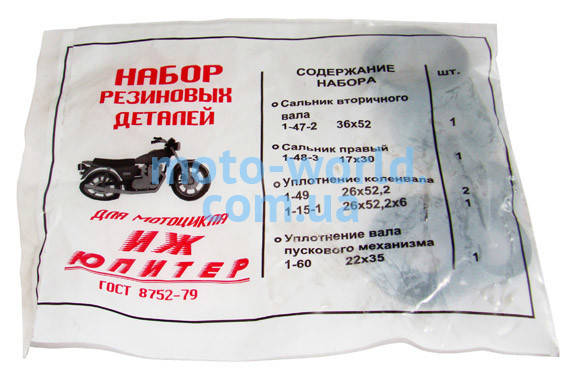 НАБОР
РЕЗИНОВЫХ
ДЕТАЛЕЙ
ДЛЯ МОТОЦИКЛА
ИЖ
ЮПИТЕР
ГОСТ 8752-79
СОДЕРЖАНИЕ НАБОРА шт.
Сальник вторичного
вала
1-47-2 36х52 1
Сальник правый
1-48-3 17х30 1
Уплотнение коленвала
1-49 26х52,2 2
1-15-1 26х52,2х6 1
Уплотнение вала
пускового механизма
1-60 22х35 1
moto-world
com.ua